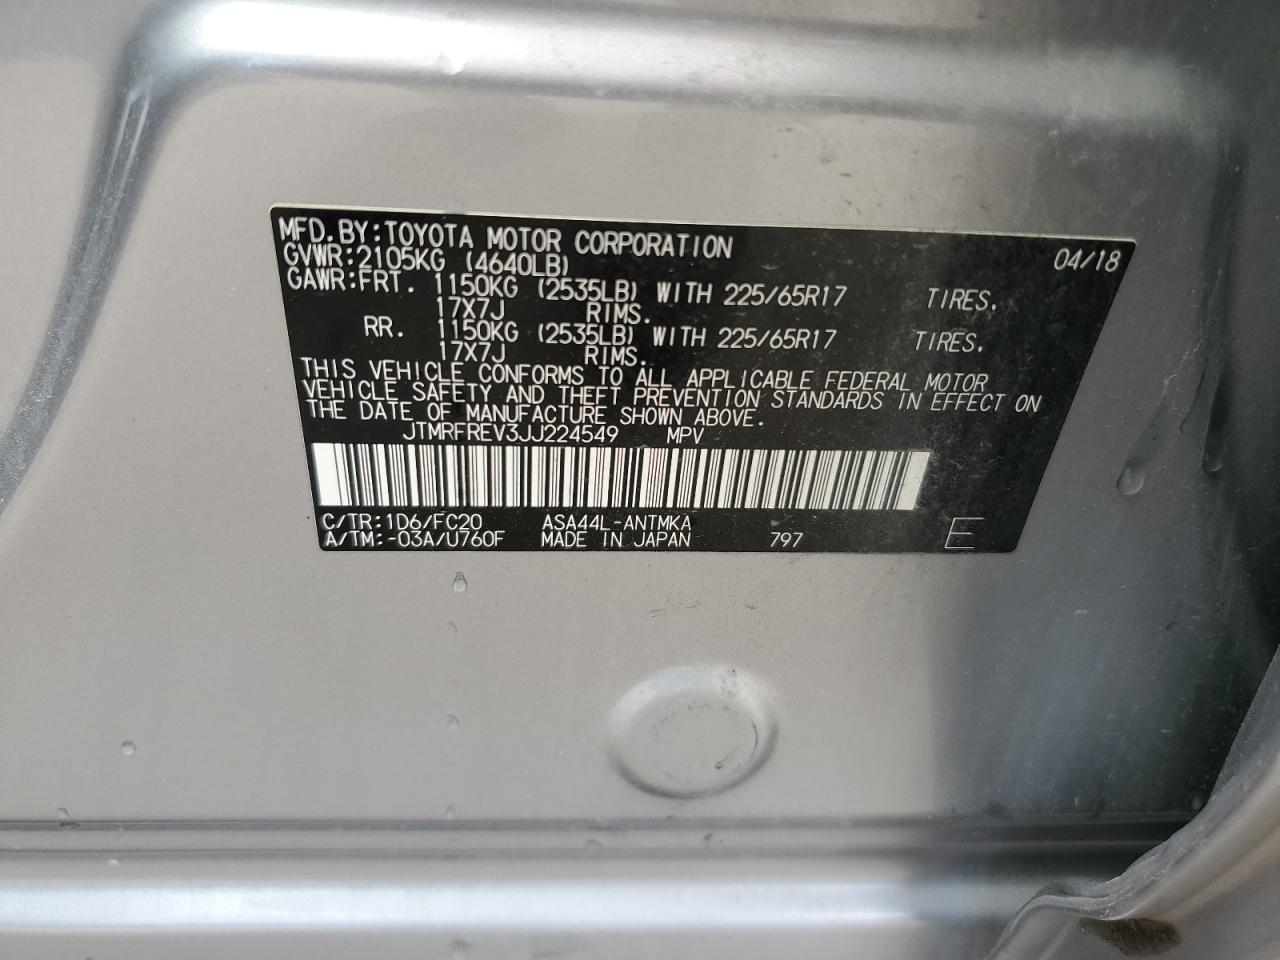 MFD. BY: TOYOTA MOTOR CORPORATION 04/18
GVWR: 2105KG (4640LB)
GAWR: FRT. 1150KG (2535LB) WITH 225/65R17 TIRES.
17X7J RIMS.
RR. 1150KG (2535LB) WITH 225/65R17 TIRES.
17X7J RIMS.
THIS VEHICLE CONFORMS TO ALL APPLICABLE FEDERAL MOTOR
VEHICLE SAFETY AND THEFT PREVENTION STANDARDS IN EFFECT ON
THE DATE OF MANUFACTURE SHOWN ABOVE.
JTMRFREV3JJ224549 MPV
C/TR: 1D6/FC20 ASA44L-ANTMKA
A/TM: -03A/U760F MADE IN JAPAN 797 E